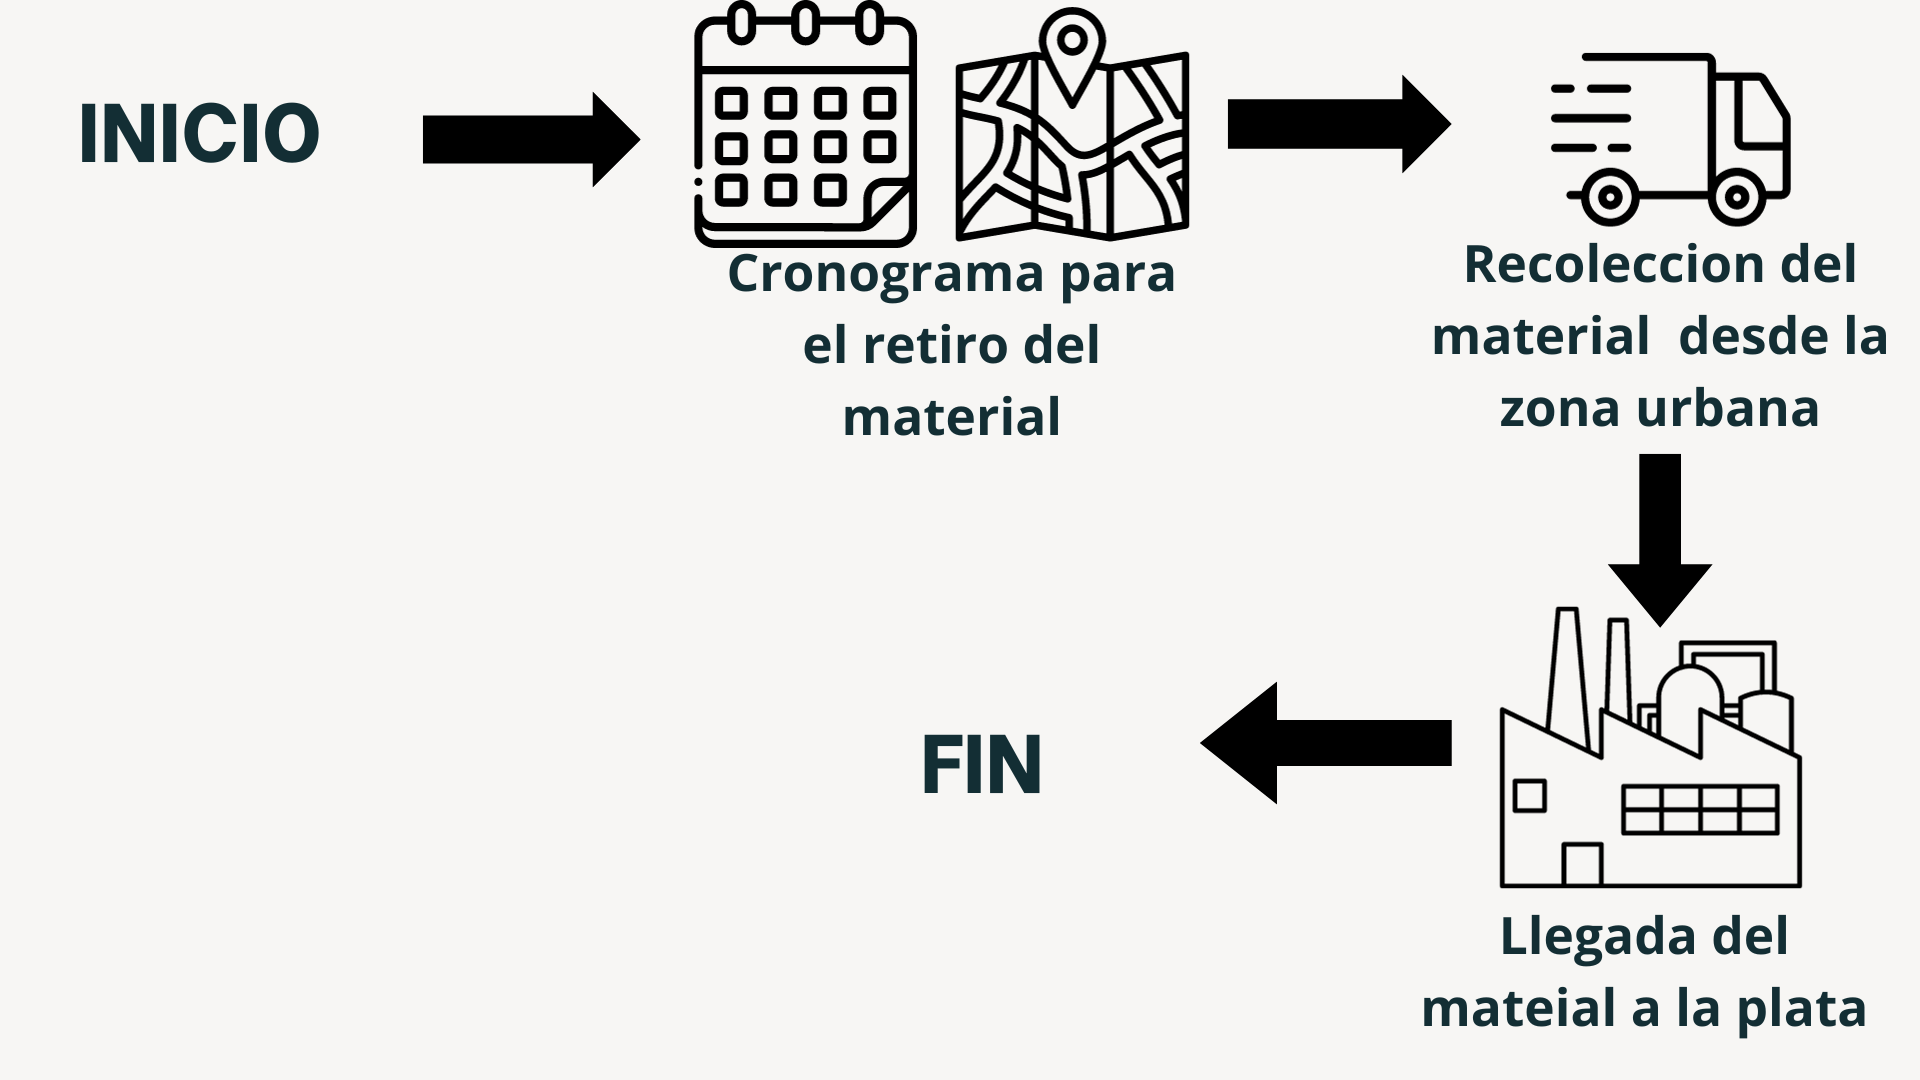 INICIO
Cronograma para
el retiro del
material
Recoleccion del
material  desde la
zona urbana
Llegada del
mateial a la plata
FIN